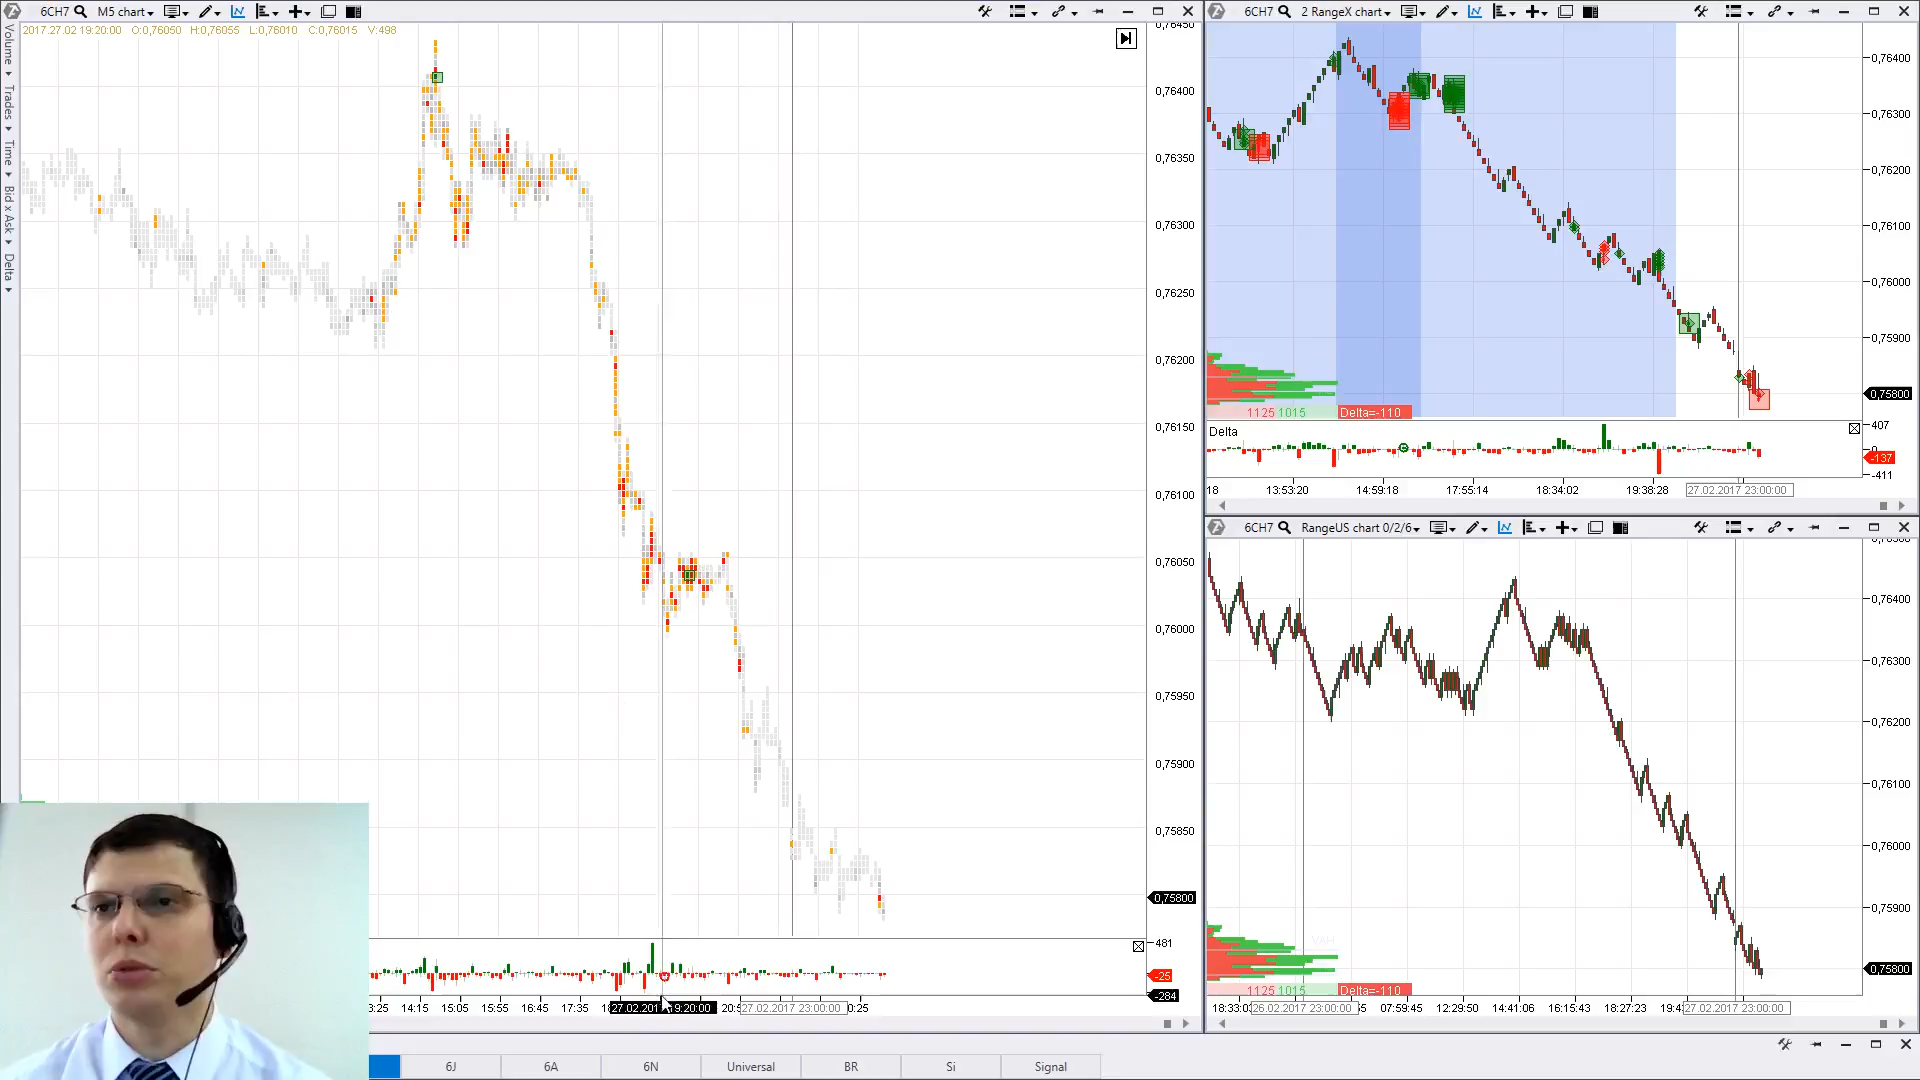 6CH7 M5 chart
2017.27.02 19:20:00 O:0,76050 H:0,76055 L:0,76010 C:0,76015 V:498
Volume
Trades
Time
Bid x Ask
Delta
0,76450
0,76400
0,76350
0,76300
0,76250
0,76200
0,76150
0,76100
0,76050
0,76000
0,75950
0,75900
0,75850
0,75800
481
-25
-284
3:25 14:15 15:05 15:55 16:45 17:35 27.02.2017 19:20:00 27.02.2017 23:00:00 0:25
6CH7 2 RangeX chart
0,76400
0,76300
0,76200
0,76100
0,76000
0,75900
0,75800
1125 1015 Delta=-110
Delta
407
0
-137
-411
18 13:53:20 14:59:18 17:55:14 18:34:02 19:38:28 27.02.2017 23:00:00
6CH7 RangeUS chart 0/2/6
0,76400
0,76300
0,76200
0,76100
0,76000
0,75900
0,75800
1125 1015 Delta=-110
26.02.2017 23:00:00 07:59:45 12:29:50 14:41:06 16:15:43 18:27:23 27.02.2017 23:00:00
6J 6A 6N Universal BR Si Signal